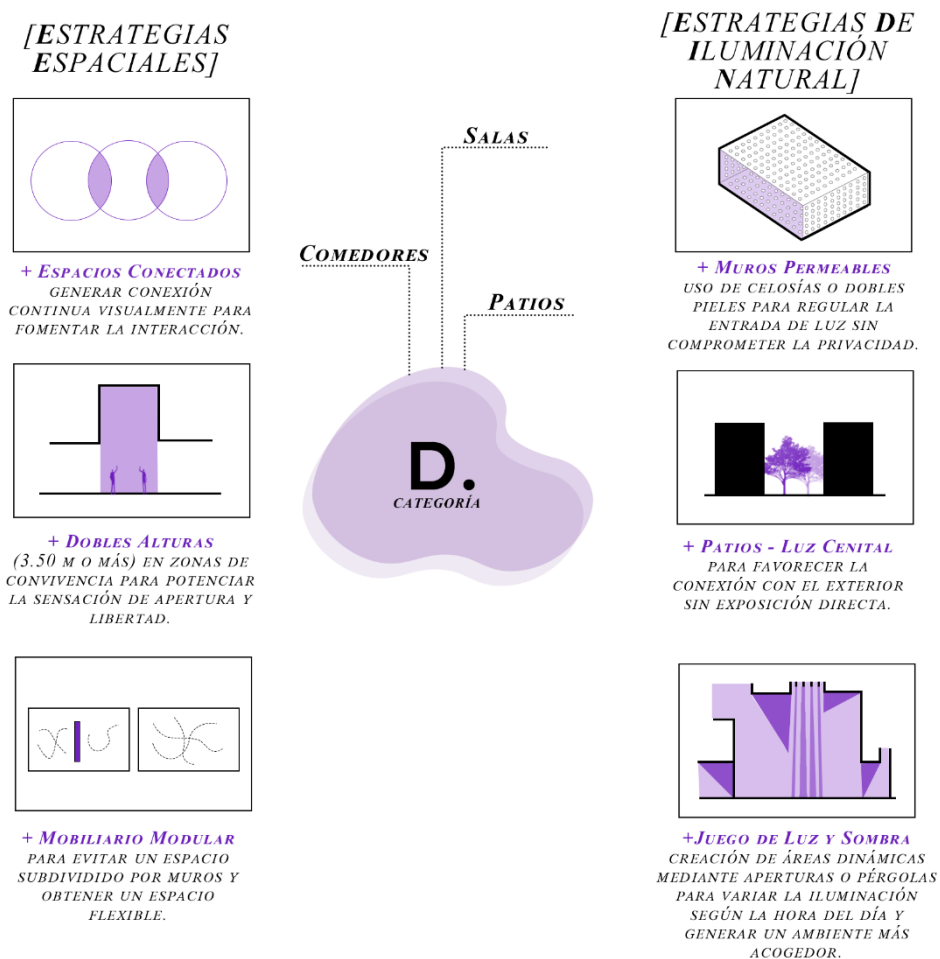 [ESTRATEGIAS
ESPACIALES]
+ ESPACIOS CONECTADOS
GENERAR CONEXIÓN
CONTINUA VISUALMENTE PARA
FOMENTAR LA INTERACCIÓN.
+ DOBLES ALTURAS
(3.50 M O MÁS) EN ZONAS DE
CONVIVENCIA PARA POTENCIAR
LA SENSACIÓN DE APERTURA Y
LIBERTAD.
+ MOBILIARIO MODULAR
PARA EVITAR UN ESPACIO
SUBDIVIDIDO POR MUROS Y
OBTENER UN ESPACIO
FLEXIBLE.
SALAS
COMEDORES
PATIOS
D.
CATEGORÍA
[ESTRATEGIAS DE
ILUMINACIÓN
NATURAL]
+ MUROS PERMEABLES
USO DE CELOSÍAS O DOBLES
PIELES PARA REGULAR LA
ENTRADA DE LUZ SIN
COMPROMETER LA PRIVACIDAD.
+ PATIOS - LUZ CENITAL
PARA FAVORECER LA
CONEXIÓN CON EL EXTERIOR
SIN EXPOSICIÓN DIRECTA.
+JUEGO DE LUZ Y SOMBRA
CREACIÓN DE ÁREAS DINÁMICAS
MEDIANTE APERTURAS O PÉRGOLAS
PARA VARIAR LA ILUMINACIÓN
SEGÚN LA HORA DEL DÍA Y
GENERAR UN AMBIENTE MÁS
ACOGEDOR.